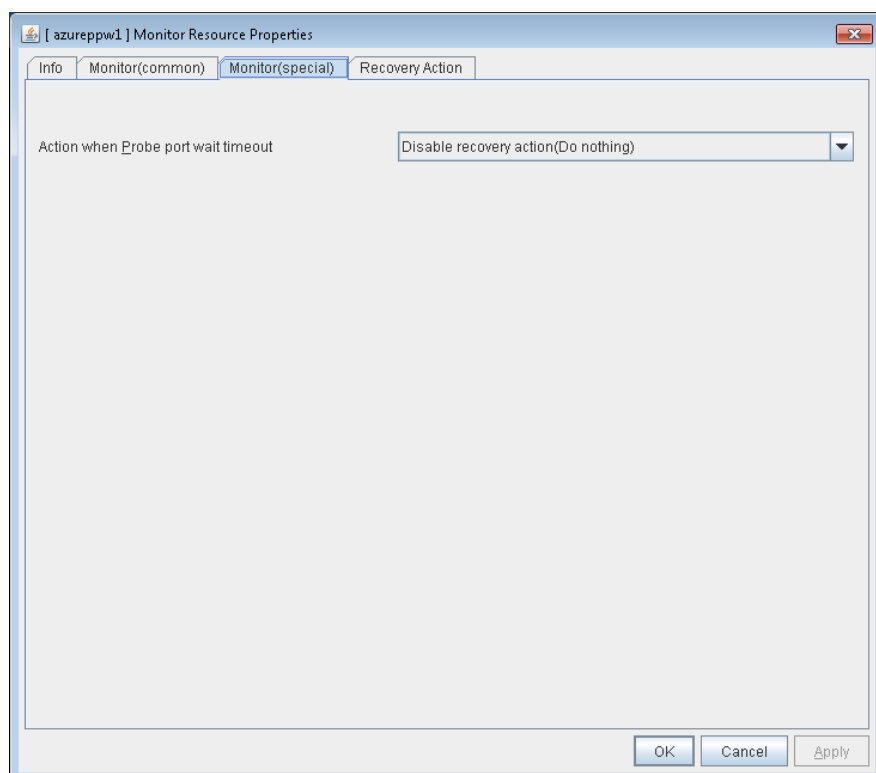 [ azureppw1 ] Monitor Resource Properties
Info Monitor(common) Monitor(special) Recovery Action
Action when Probe port wait timeout Disable recovery action(Do nothing)
OK Cancel Apply